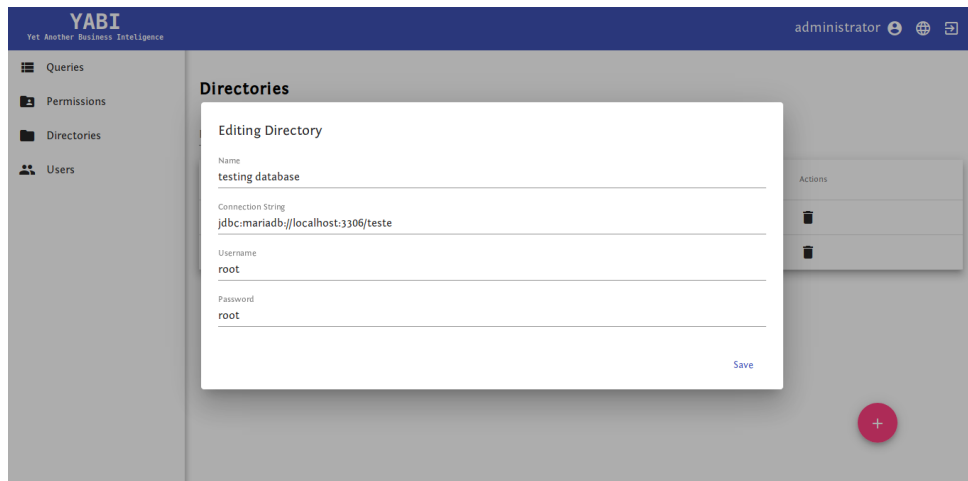 YABI
Yet Another Business Inteligence
administrator
Queries
Permissions
Directories
Users
Directories
Editing Directory
Name
testing database
Connection String
jdbc:mariadb://localhost:3306/teste
Username
root
Password
root
Save
Actions
+